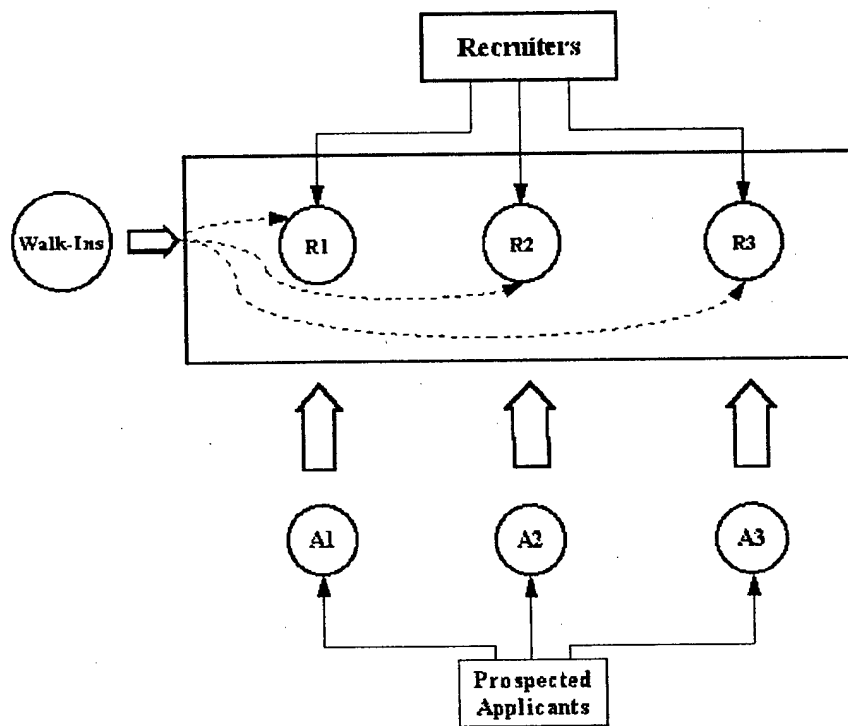 Recruiters
Walk-Ins
R1
R2
R3
A1
A2
A3
Prospected
Applicants